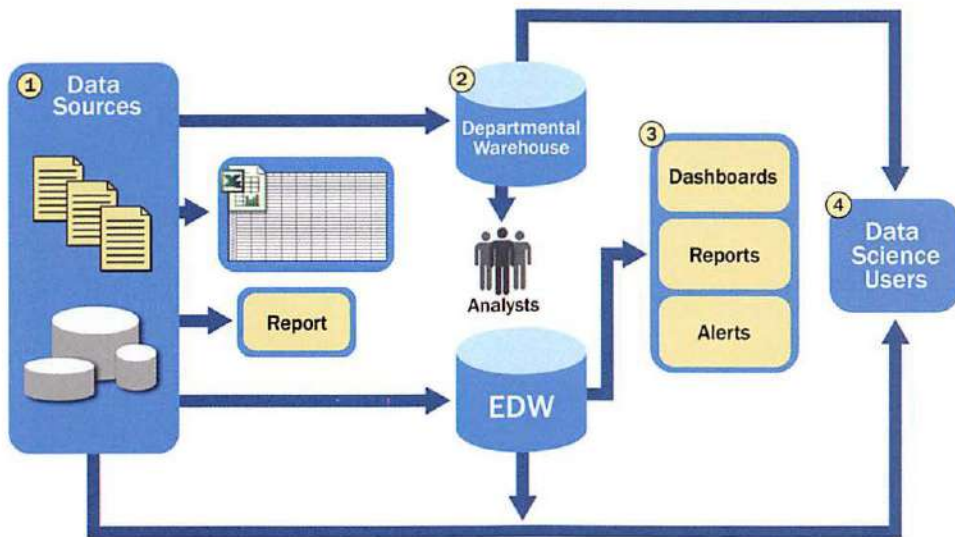 1
Data
Sources
2
Departmental
Warehouse
3
Dashboards
Reports
Alerts
4
Data
Science
Users
Analysts
Report
EDW